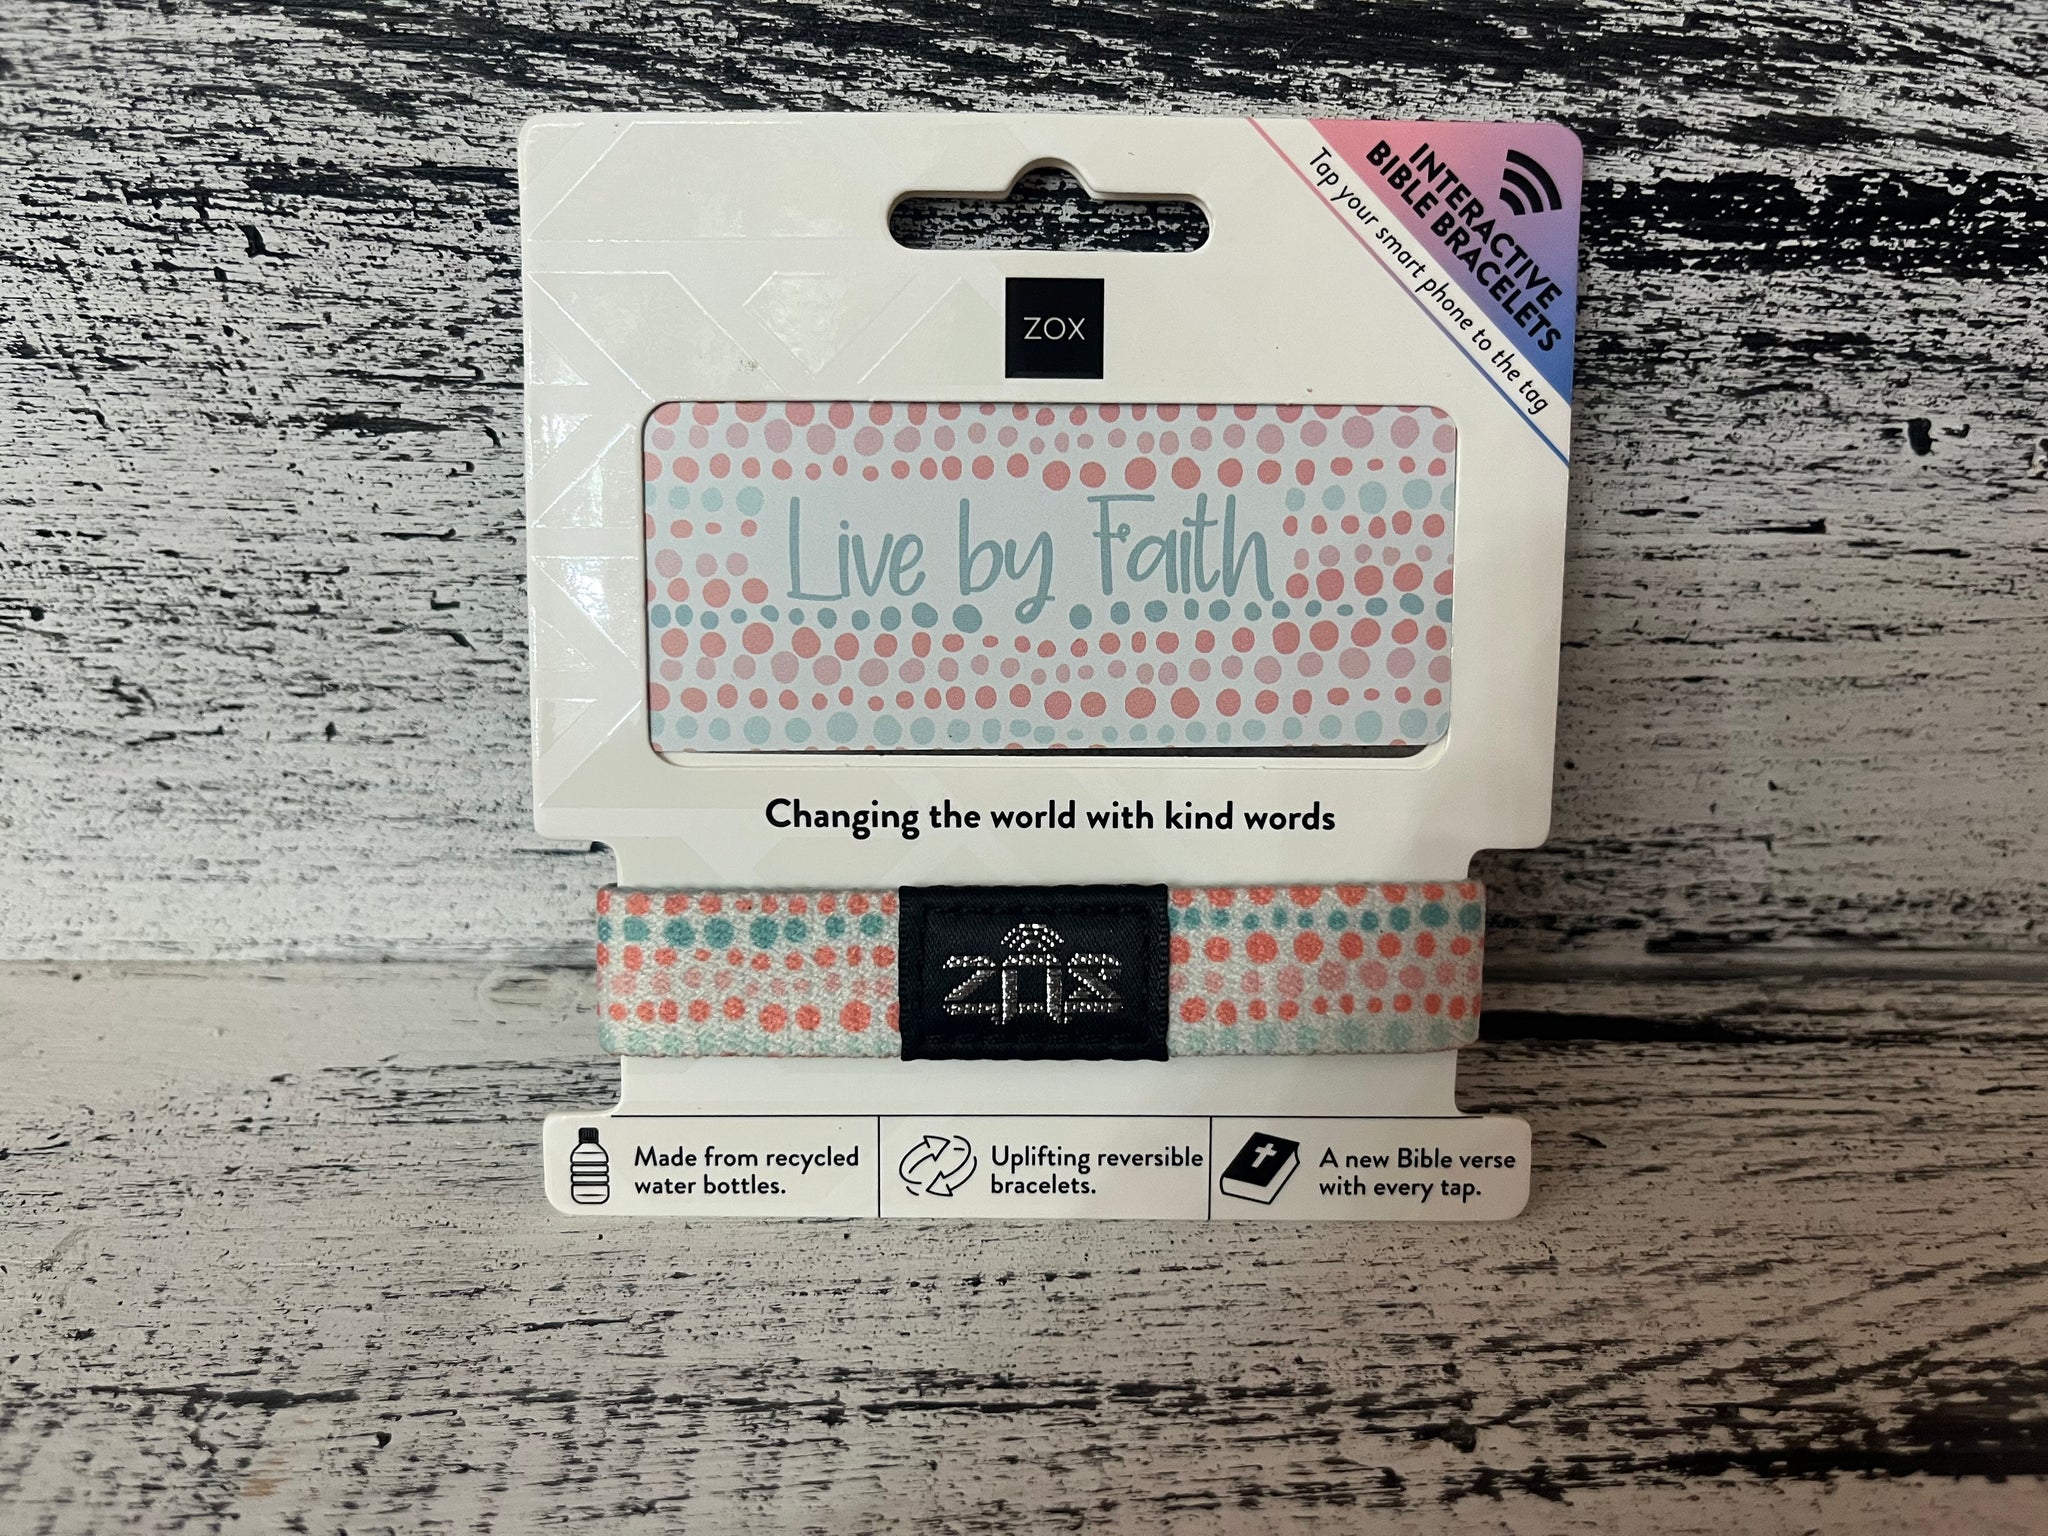 INTERACTIVE
BIBLE BRACELETS
Tap your smart phone to the tag
ZOX
Live by Faith
Changing the world with kind words
Made from recycled
water bottles.
Uplifting reversible
bracelets.
A new Bible verse
with every tap.